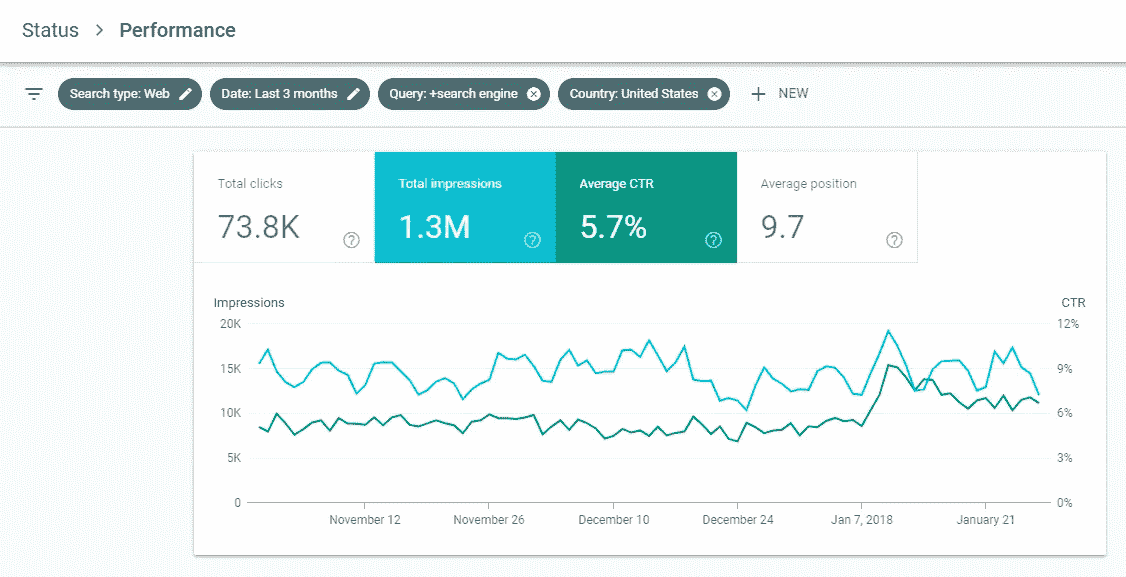 Status > Performance
Search type: Web Date: Last 3 months Query: +search engine Country: United States + NEW
Total clicks Total impressions Average CTR Average position
73.8K 1.3M 5.7% 9.7
Impressions CTR
20K 12%
15K 9%
10K 6%
5K 3%
0 0%
November 12 November 26 December 10 December 24 Jan 7, 2018 January 21